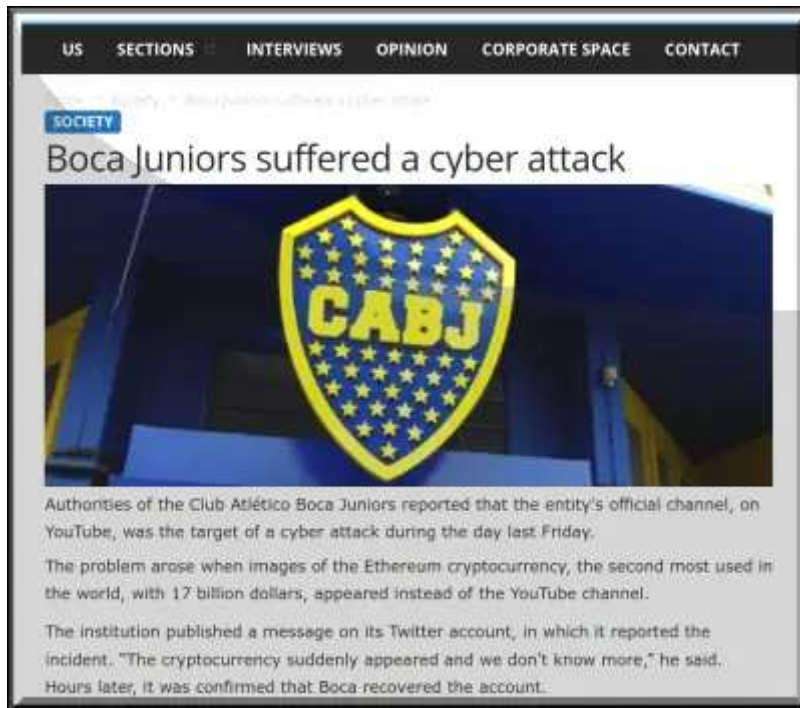 US SECTIONS INTERVIEWS OPINION CORPORATE SPACE CONTACT
SOCIETY
Boca Juniors suffered a cyber attack
CABJ
Authorities of the Club Atlético Boca Juniors reported that the entity's official channel, on
YouTube, was the target of a cyber attack during the day last Friday.
The problem arose when images of the Ethereum cryptocurrency, the second most used in
the world, with 17 billion dollars, appeared instead of the YouTube channel.
The institution published a message on its Twitter account, in which it reported the
incident. "The cryptocurrency suddenly appeared and we don't know more," he said.
Hours later, it was confirmed that Boca recovered the account.